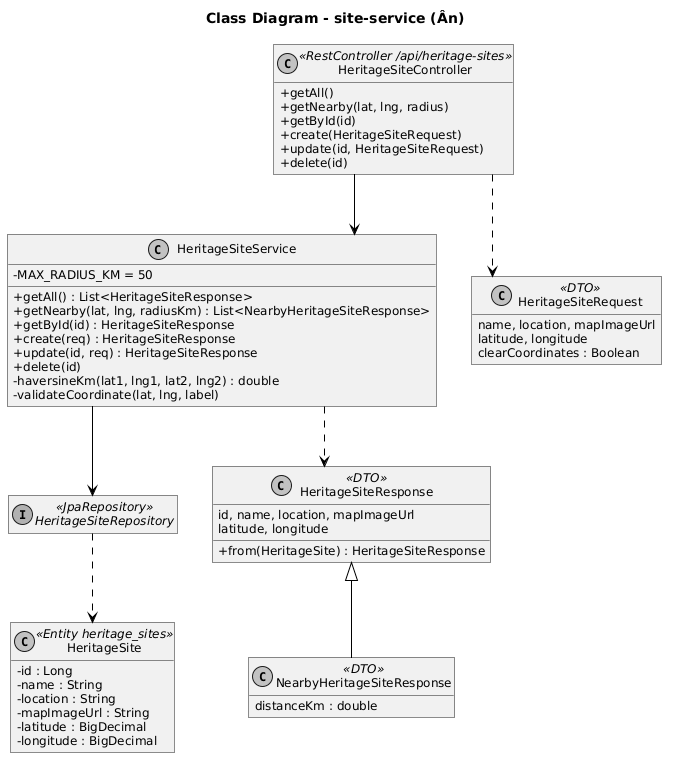 Class Diagram - site-service (Ân)
C
«RestController /api/heritage-sites»
HeritageSiteController
+getAll()
+getNearby(lat, lng, radius)
+getById(id)
+create(HeritageSiteRequest)
+update(id, HeritageSiteRequest)
+delete(id)
C
HeritageSiteService
-MAX_RADIUS_KM = 50
+getAll() : List<HeritageSiteResponse>
+getNearby(lat, lng, radiusKm) : List<NearbyHeritageSiteResponse>
+getById(id) : HeritageSiteResponse
+create(req) : HeritageSiteResponse
+update(id, req) : HeritageSiteResponse
+delete(id)
-haversineKm(lat1, lng1, lat2, lng2) : double
-validateCoordinate(lat, lng, label)
C
«DTO»
HeritageSiteRequest
name, location, mapImageUrl
latitude, longitude
clearCoordinates : Boolean
I
«JpaRepository»
HeritageSiteRepository
C
«DTO»
HeritageSiteResponse
id, name, location, mapImageUrl
latitude, longitude
+from(HeritageSite) : HeritageSiteResponse
C
«Entity heritage_sites»
HeritageSite
-id : Long
-name : String
-location : String
-mapImageUrl : String
-latitude : BigDecimal
-longitude : BigDecimal
C
«DTO»
NearbyHeritageSiteResponse
distanceKm : double